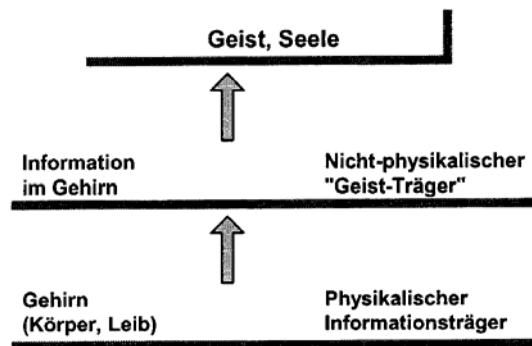 Geist, Seele
Information
im Gehirn
Nicht-physikalischer
"Geist-Träger"
Gehirn
(Körper, Leib)
Physikalischer
Informationsträger